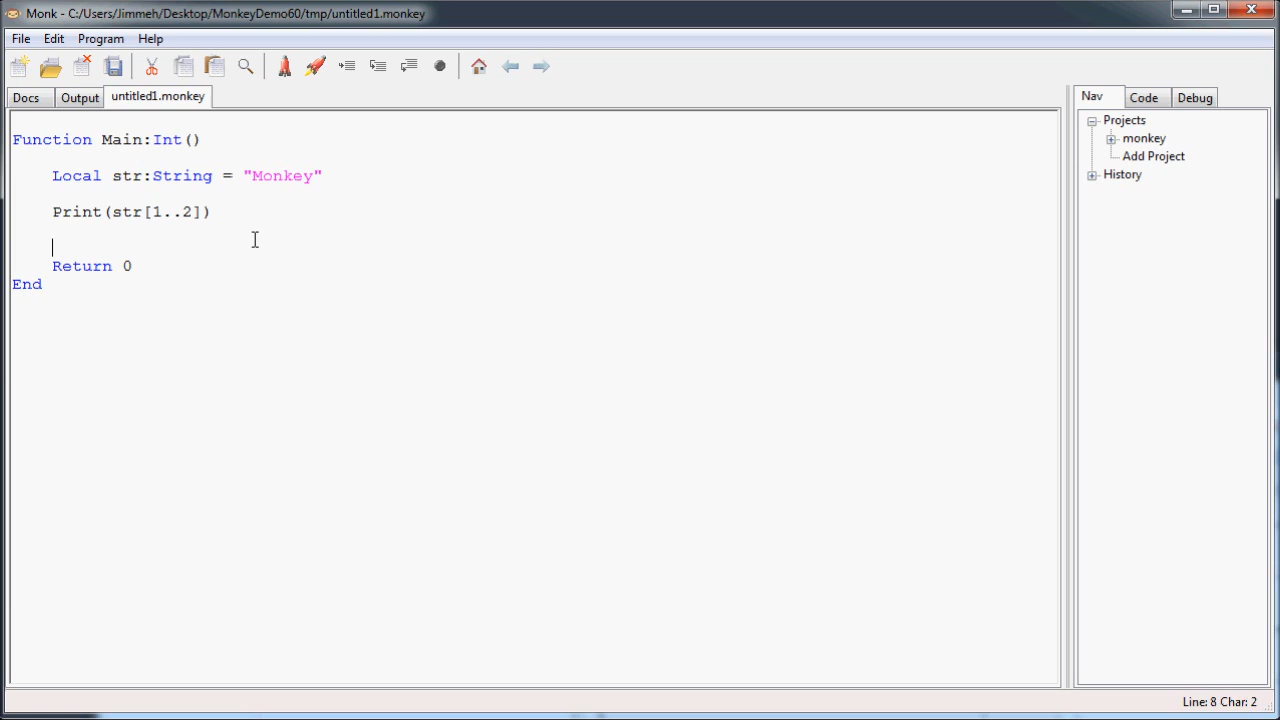 Monk - C:/Users/Jimmeh/Desktop/MonkeyDemo60/tmp/untitled1.monkey
File Edit Program Help
Docs Output untitled1.monkey
Function Main:Int()
Local str:String = "Monkey"
Print(str[1..2])
Return 0
End
Nav Code Debug
Projects
monkey
Add Project
History
Line: 8 Char: 2